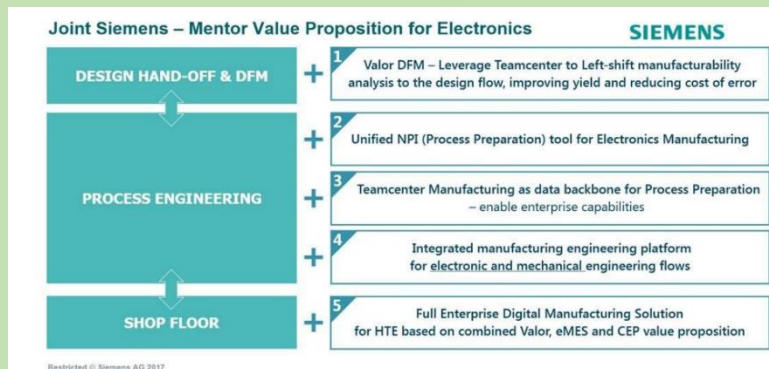 Joint Siemens – Mentor Value Proposition for Electronics
SIEMENS
DESIGN HAND-OFF & DFM
+
1
Valor DFM – Leverage Teamcenter to Left-shift manufacturability
analysis to the design flow, improving yield and reducing cost of error
PROCESS ENGINEERING
+
2
Unified NPI (Process Preparation) tool for Electronics Manufacturing
+
3
Teamcenter Manufacturing as data backbone for Process Preparation
– enable enterprise capabilities
+
4
Integrated manufacturing engineering platform
for electronic and mechanical engineering flows
SHOP FLOOR
+
5
Full Enterprise Digital Manufacturing Solution
for HTE based on combined Valor, eMES and CEP value proposition
Restricted © Siemens AG 2017